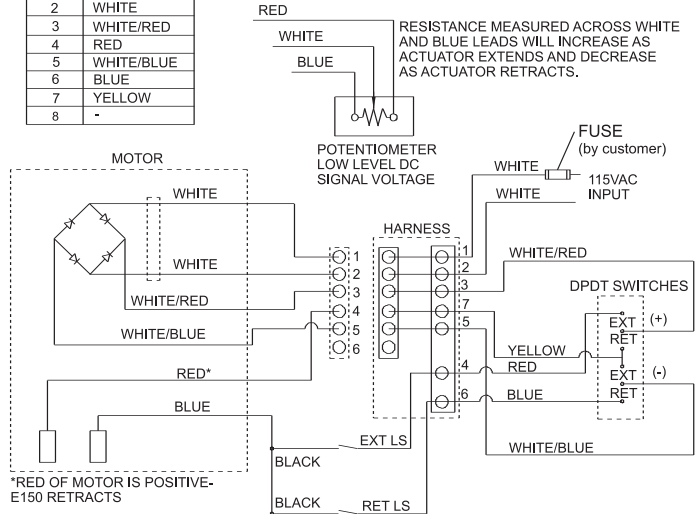 2 WHITE
3 WHITE/RED
4 RED
5 WHITE/BLUE
6 BLUE
7 YELLOW
8 -
RED
WHITE
BLUE
RESISTANCE MEASURED ACROSS WHITE
AND BLUE LEADS WILL INCREASE AS
ACTUATOR EXTENDS AND DECREASE
AS ACTUATOR RETRACTS.
POTENTIOMETER
LOW LEVEL DC
SIGNAL VOLTAGE
FUSE
(by customer)
WHITE
115VAC
INPUT
WHITE
MOTOR
WHITE
WHITE
WHITE/RED
WHITE/BLUE
RED*
BLUE
1
2
3
4
5
6
HARNESS
1
2
3
7
5
4
6
WHITE/RED
DPDT SWITCHES
EXT (+)
RET
YELLOW
RED
EXT (-)
RET
BLUE
WHITE/BLUE
EXT LS
BLACK
BLACK
RET LS
*RED OF MOTOR IS POSITIVE-
E150 RETRACTS